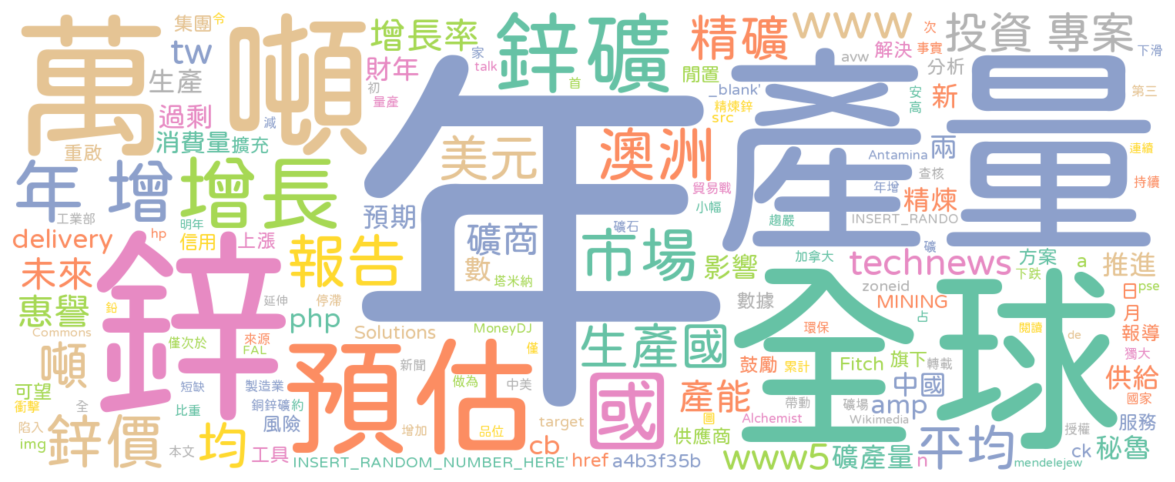 萬
噸
年
產量
全球
鋅
預估
國
鋅礦
增長
市場
報告
精礦
www
投資
專案
集團
令
tw
生產
增長率
財年
家
talk
初
量產
首
閒置
_blank'
精煉鋅
src
avw
解決
分析
次
事實
新
安
高
下滑
第三
過剩
消費量
擴充
減
重啟
美元
澳洲
貿易戰
小幅
Antamina
年增
查核
兩
精煉
連續
持續
年
增
工業部
明年
hp
信用
上漲
預期
礦商
數
塔米納
礦石
趨嚴
INSERT_RANDO
delivery
未來
惠譽
鉛
Commons
僅次於
來源
FAL
php
延伸
停滯
Solutions
MoneyDJ
僅
影響
加拿大
礦
technews
zoneid
數據
MINING
方案
下跌
a
pse
推進
日
月
報導
占
噸
可望
衝擊
全
短缺
比重
製造業
銅鋅礦
約
風險
新聞
做為
中美
增加
生產國
環保
鼓勵
累計
Fitch
旗下
轉載
中國
閱讀
de
獨大
供給
國家
陷入
img
鋅價
本文
均
工具
INSERT_RANDOM_NUMBER_HERE'
品位
cb
target
href
a4b3f35b
產能
圖
供應商
帶動
Alchemist
礦場
Wikimedia
amp
www5
礦產量
n
平均
授權
服務
ck
秘魯
mendelejew